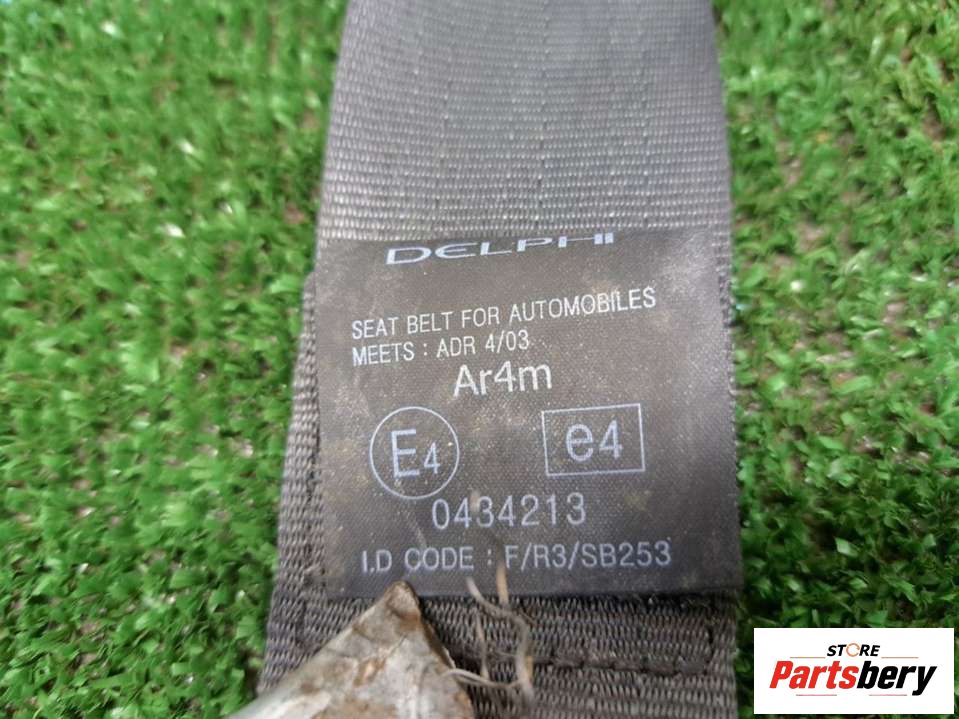 DELPHI
SEAT BELT FOR AUTOMOBILES
MEETS : ADR 4/03
Ar4m
E4 e4
0434213
I.D CODE : F/R3/SB253
STORE
Partsbery